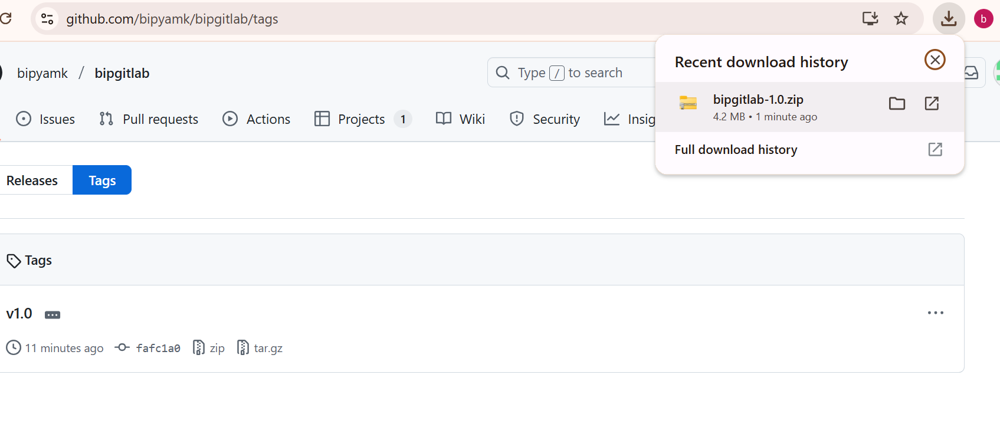 github.com/bipyamk/bipgitlab/tags
b
Recent download history
bipyamk / bipgitlab
Type / to search
bipgitlab-1.0.zip
4.2 MB • 1 minute ago
Issues
Pull requests
Actions
Projects 1
Wiki
Security
Insig
Full download history
Releases
Tags
Tags
v1.0
11 minutes ago
fafc1a0
zip
tar.gz